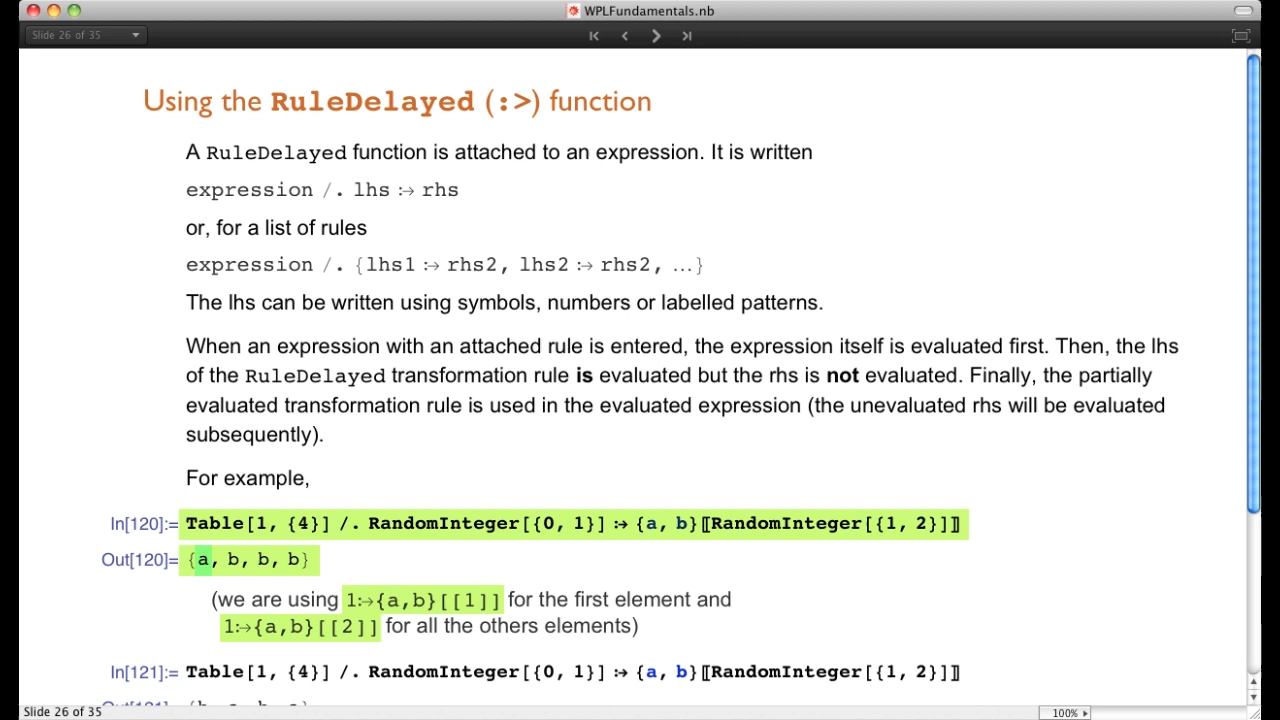 WPLFundamentals.nb
Slide 26 of 35
Using the RuleDelayed (:>) function
A RuleDelayed function is attached to an expression. It is written
expression /. lhs :→ rhs
or, for a list of rules
expression /. {lhs1 :→ rhs2, lhs2 :→ rhs2, …}
The lhs can be written using symbols, numbers or labelled patterns.
When an expression with an attached rule is entered, the expression itself is evaluated first. Then, the lhs
of the RuleDelayed transformation rule is evaluated but the rhs is not evaluated. Finally, the partially
evaluated transformation rule is used in the evaluated expression (the unevaluated rhs will be evaluated
subsequently).
For example,
In[120]:= Table[1, {4}] /. RandomInteger[{0, 1}] :→ {a, b}⟦RandomInteger[{1, 2}]⟧
Out[120]= {a, b, b, b}
(we are using 1:→{a,b}[[1]] for the first element and
1:→{a,b}[[2]] for all the others elements)
In[121]:= Table[1, {4}] /. RandomInteger[{0, 1}] :→ {a, b}⟦RandomInteger[{1, 2}]⟧
Slide 26 of 35
100%